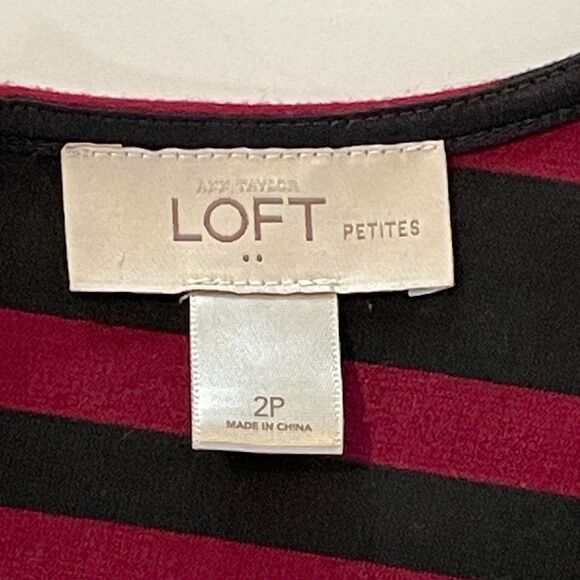 ANN TAYLOR
LOFT PETITES
2P
MADE IN CHINA